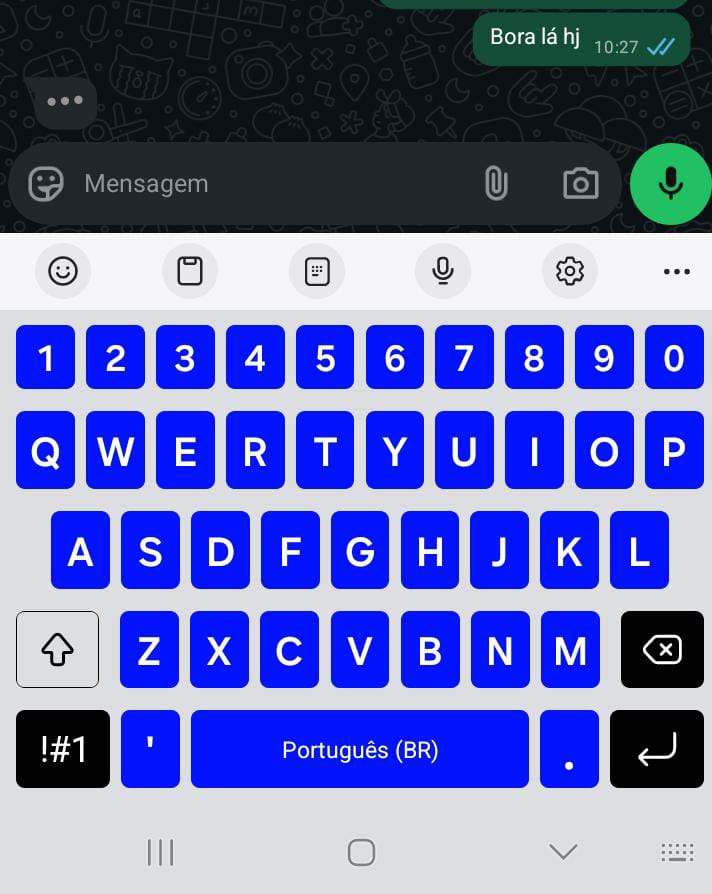 Bora lá hj 10:27
Mensagem
1 2 3 4 5 6 7 8 9 0
Q W E R T Y U I O P
A S D F G H J K L
Z X C V B N M
!#1 ' Português (BR) .